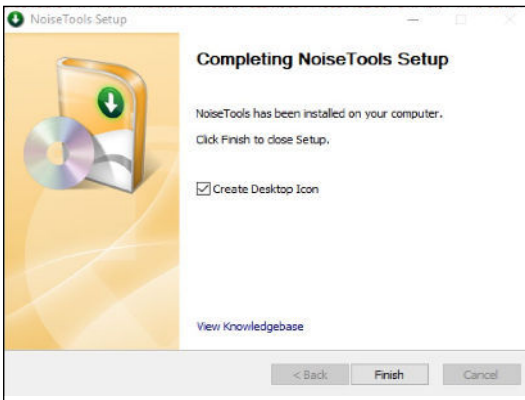 NoiseTools Setup
Completing NoiseTools Setup
NoiseTools has been installed on your computer.
Click Finish to close Setup.
Create Desktop Icon
View Knowledgebase
< Back Finish Cancel